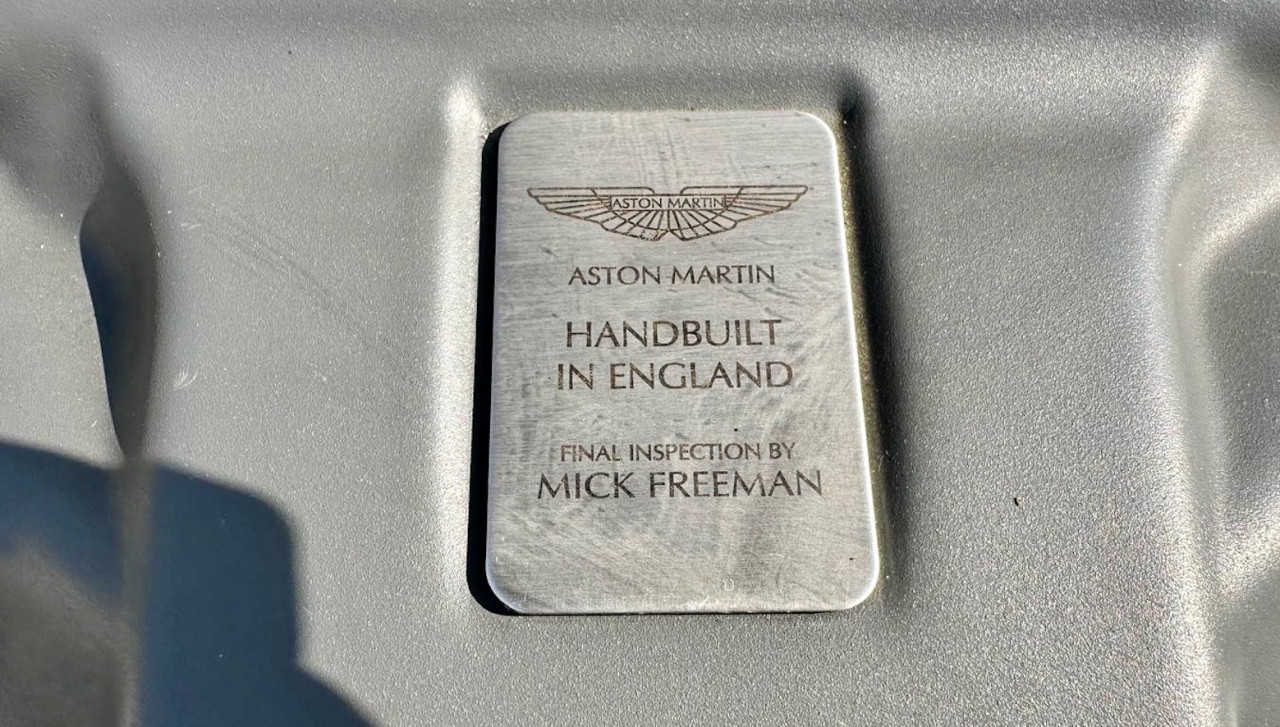 ASTON MARTIN
ASTON MARTIN
HANDBUILT
IN ENGLAND
FINAL INSPECTION BY
MICK FREEMAN